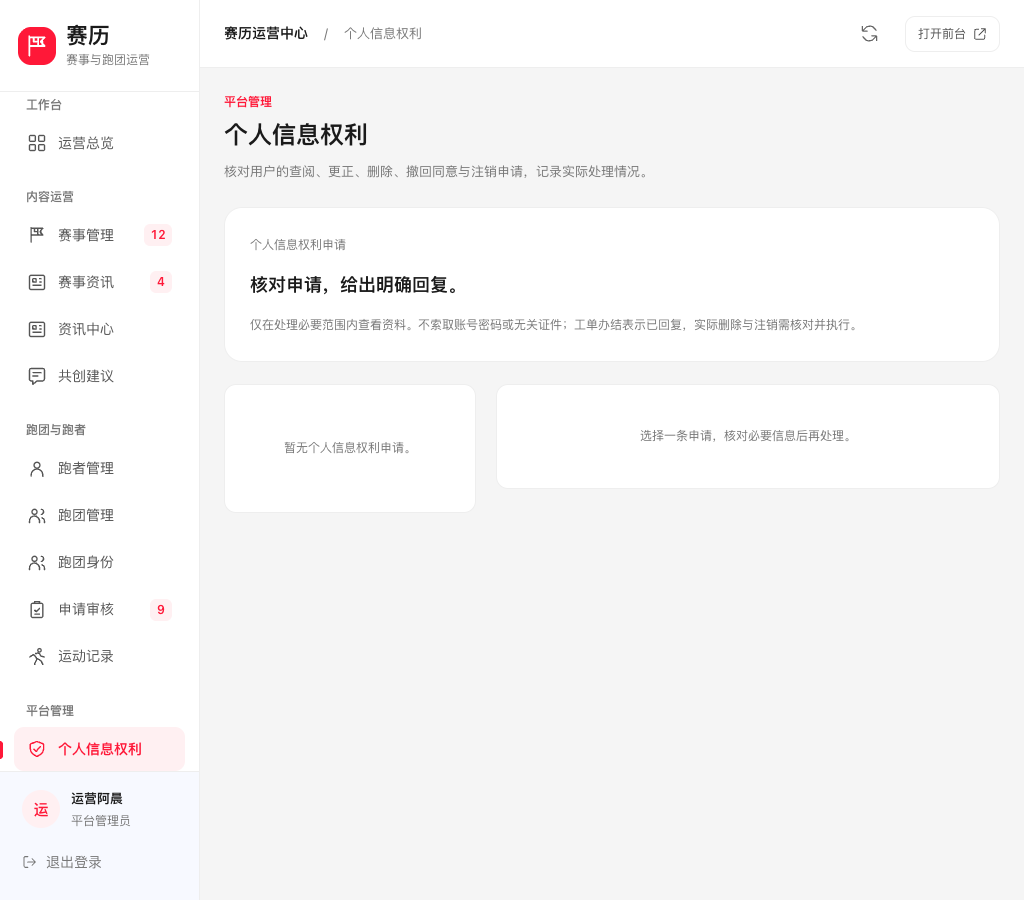 赛历
赛事与跑团运营
工作台
运营总览
内容运营
赛事管理 12
赛事资讯 4
资讯中心
共创建议
跑团与跑者
跑者管理
跑团管理
跑团身份
申请审核 9
运动记录
平台管理
个人信息权利
运 运营阿晨
平台管理员
退出登录
赛历运营中心 / 个人信息权利
打开前台
平台管理
个人信息权利
核对用户的查阅、更正、删除、撤回同意与注销申请，记录实际处理情况。
个人信息权利申请
核对申请，给出明确回复。
仅在处理必要范围内查看资料。不索取账号密码或无关证件；工单办结表示已回复，实际删除与注销需核对并执行。
暂无个人信息权利申请。
选择一条申请，核对必要信息后再处理。